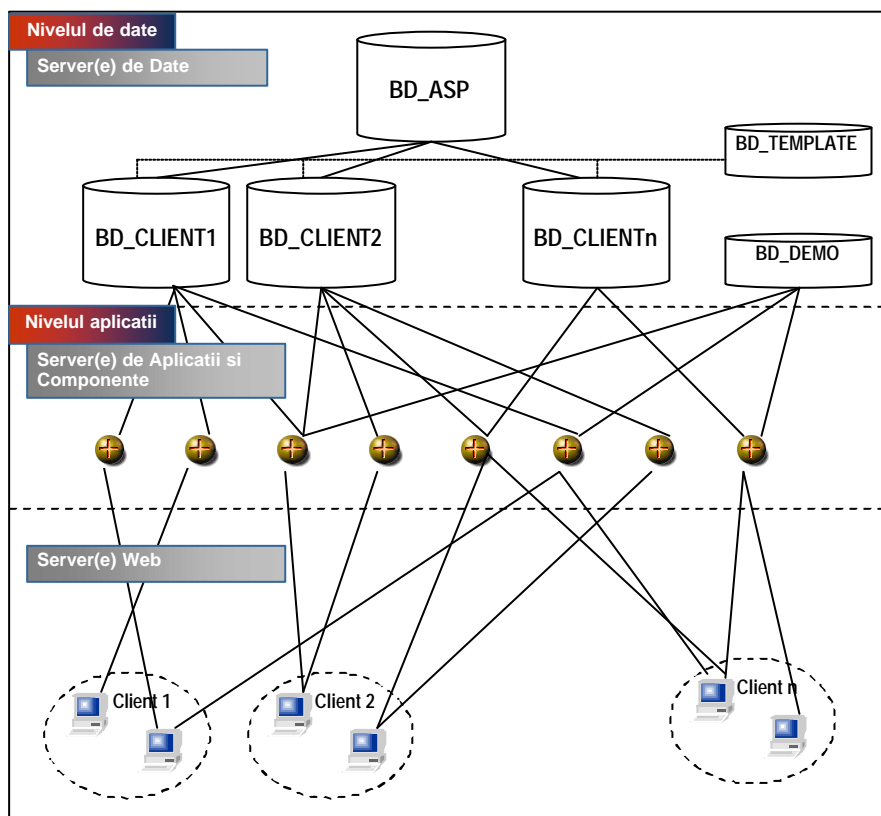 Nivelul de date
Server(e) de Date
BD_ASP
BD_TEMPLATE
BD_CLIENT1
BD_CLIENT2
BD_CLIENTn
BD_DEMO
Nivelul aplicatii
Server(e) de Aplicatii si
Componente
Server(e) Web
Client 1
Client 2
Client n